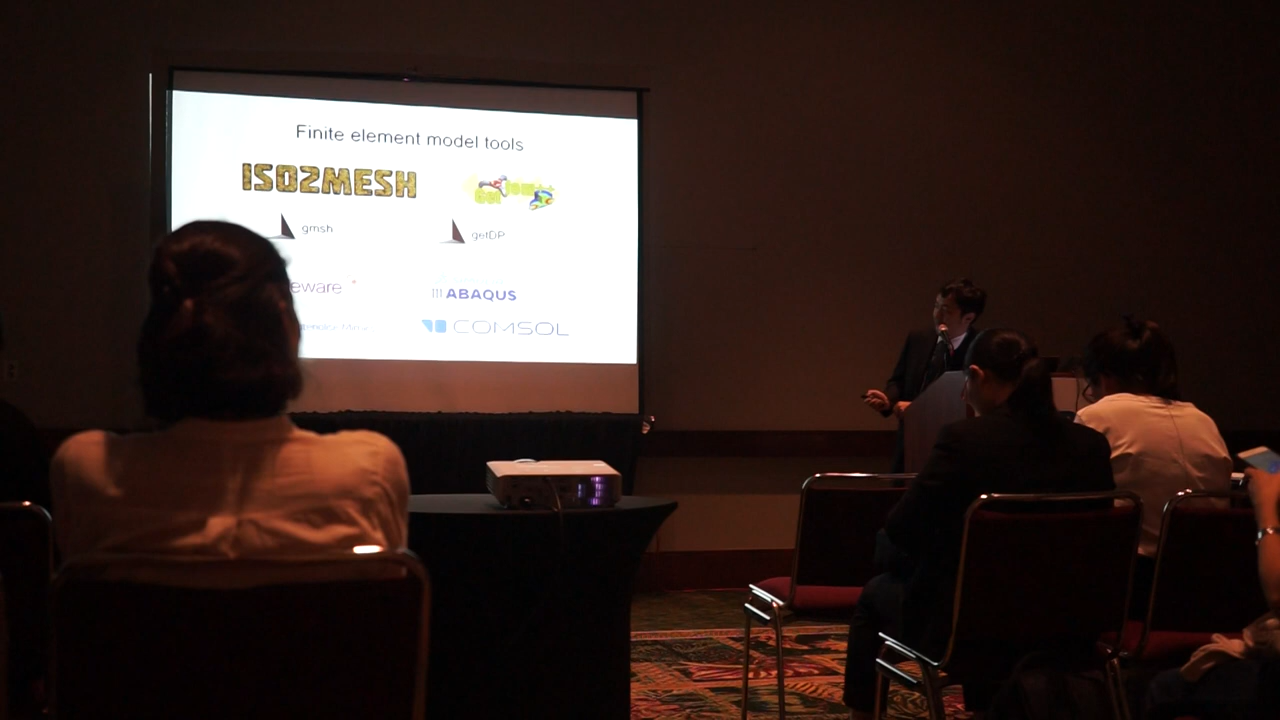 Finite element model tools
ISO2MESH
gmsh
getDP
eware
ABAQUS
COMSOL